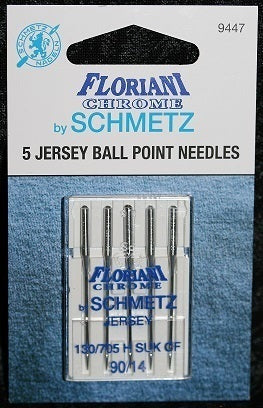 SCHMETZ
NADELN
9447
FLORIANI
CHROME
by SCHMETZ
5 JERSEY BALL POINT NEEDLES
FLORIANI
CHROME
by SCHMETZ
JERSEY
130/705 H SUK CF
90/14